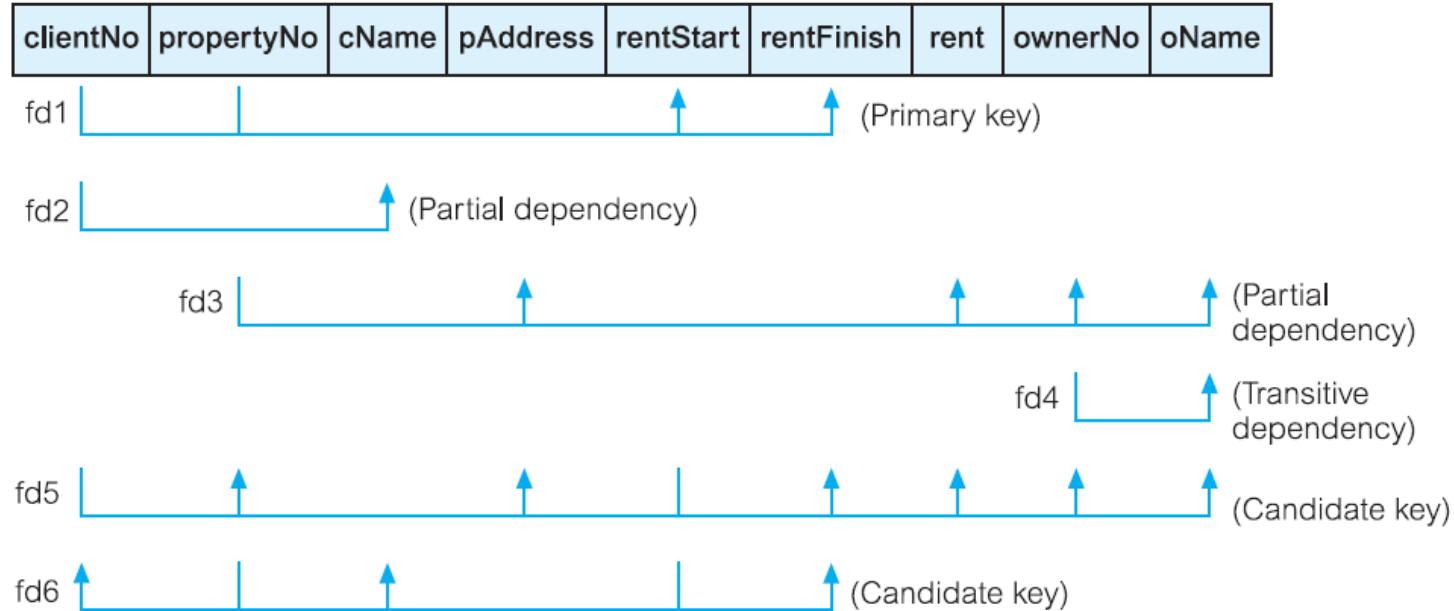 clientNo propertyNo cName pAddress rentStart rentFinish rent ownerNo oName
fd1 (Primary key)
fd2 (Partial dependency)
fd3 (Partial
dependency)
fd4 (Transitive
dependency)
fd5
(Candidate key)
fd6 (Candidate key)